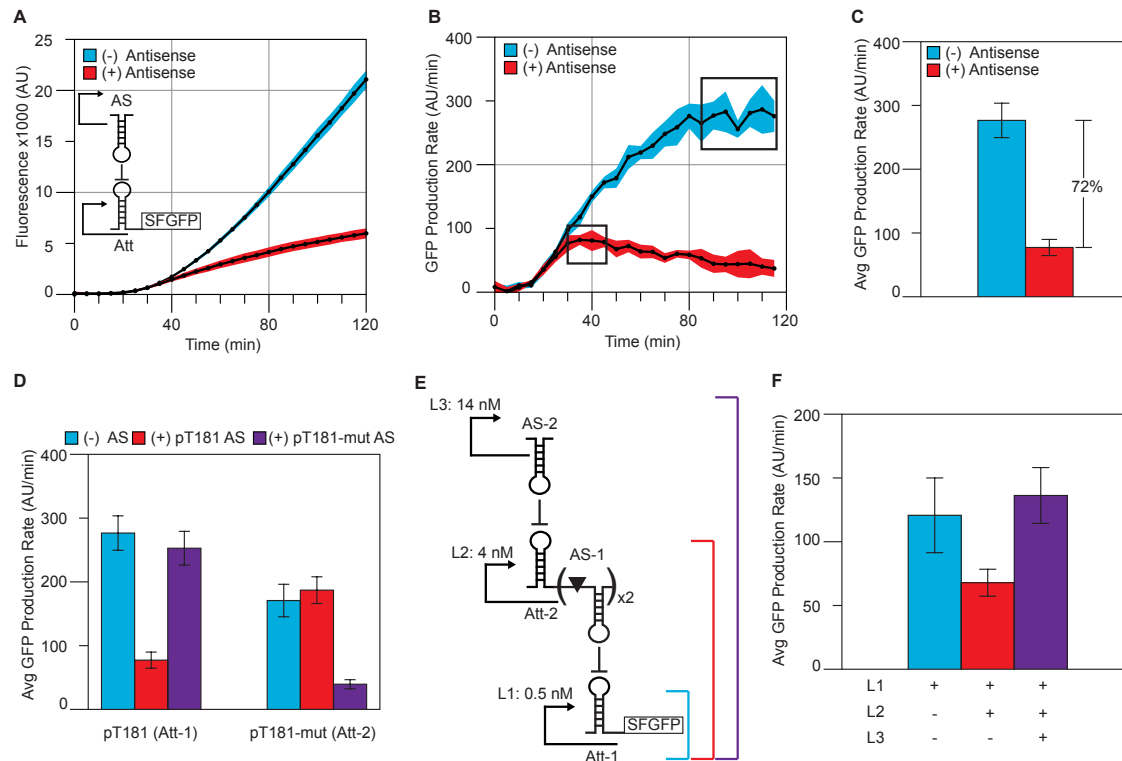 A
Fluorescence x1000 (AU)
25
20
15
10
5
0
(-) Antisense
(+) Antisense
AS
SFGFP
Att
0 40 80 120
Time (min)
B
GFP Production Rate (AU/min)
400
300
200
100
0
(-) Antisense
(+) Antisense
0 40 80 120
Time (min)
C
Avg GFP Production Rate (AU/min)
400
300
200
100
0
(-) Antisense
(+) Antisense
72%
D
(-) AS (+) pT181 AS (+) pT181-mut AS
Avg GFP Production Rate (AU/min)
400
300
200
100
0
pT181 (Att-1) pT181-mut (Att-2)
E
L3: 14 nM
AS-2
L2: 4 nM
AS-1
( ) x2
Att-2
L1: 0.5 nM
SFGFP
Att-1
F
Avg GFP Production Rate (AU/min)
200
150
100
50
0
L1 + + +
L2 - + +
L3 - - +